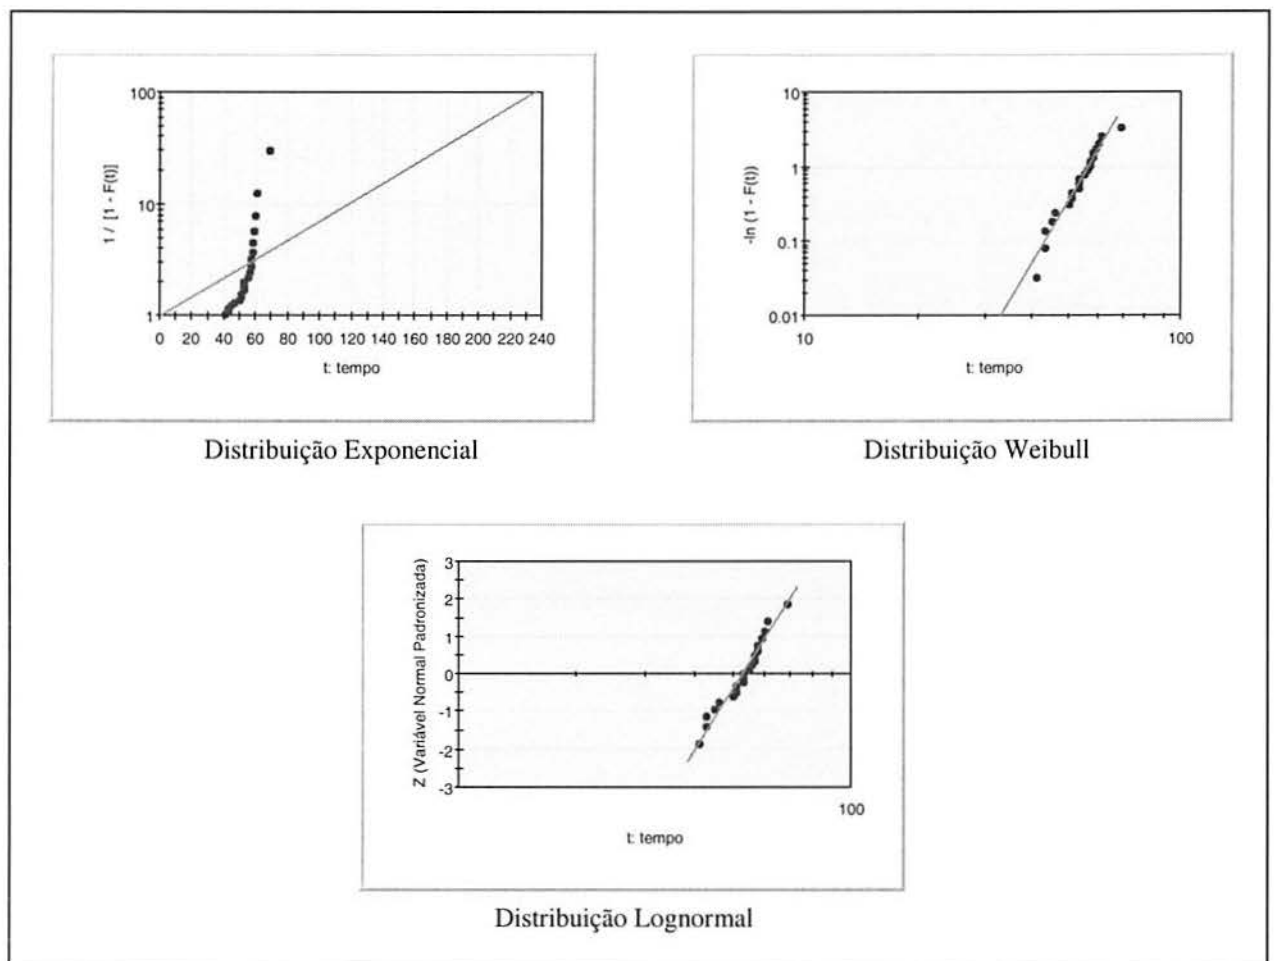 100
10
1
1 / [1 - F(t)]
0 20 40 60 80 100 120 140 160 180 200 220 240
t: tempo
Distribuição Exponencial
10
1
0.1
0.01
-ln (1 - F(t))
10 100
t: tempo
Distribuição Weibull
3
2
1
0
-1
-2
-3
Z (Variável Normal Padronizada)
100
t: tempo
Distribuição Lognormal